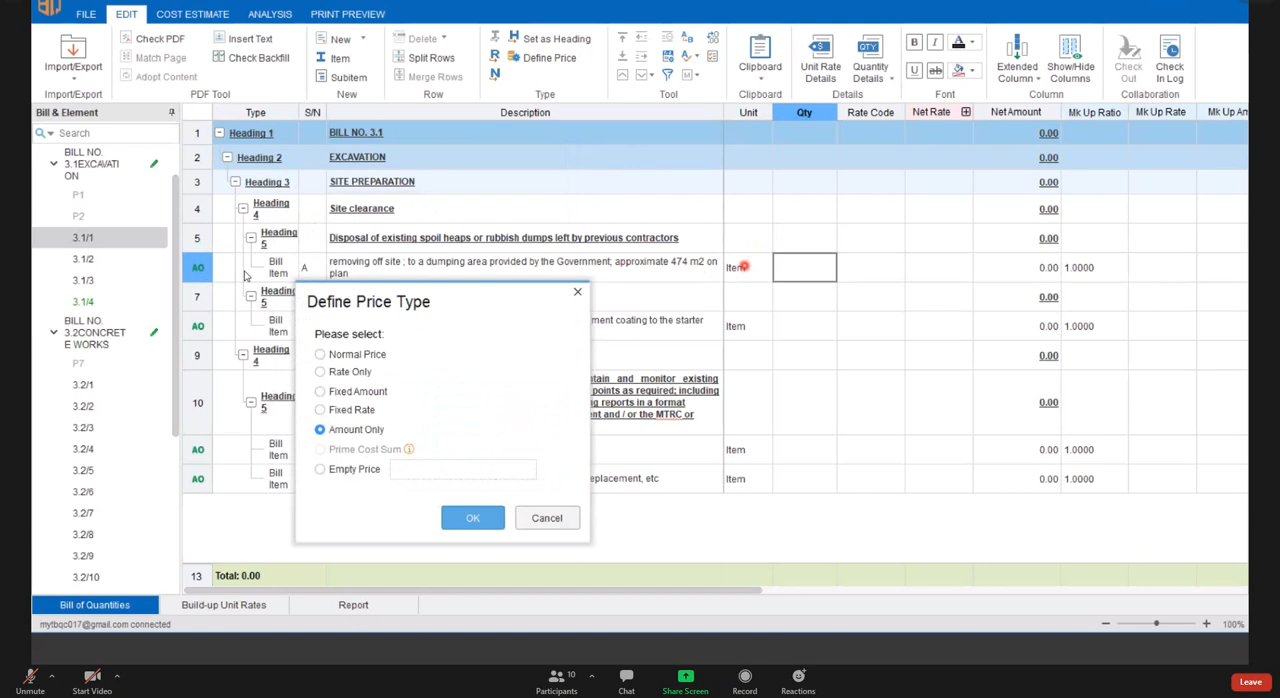 FILE EDIT COST ESTIMATE ANALYSIS PRINT PREVIEW
Import/Export
Import/Export
Check PDF
Match Page
Adopt Content
Insert Text
Check Backfill
PDF Tool
New
Item
Subitem
New
Delete
Split Rows
Merge Rows
Row
Set as Heading
Define Price
Type
Tool
Clipboard
Clipboard
Unit Rate
Details
Quantity
Details
Details
Font
Extended
Column
Show/Hide
Columns
Column
Check
Out
Check
In Log
Collaboration
Bill & Element
Search
BILL NO.
3.1EXCAVATI
ON
P1
P2
3.1/1
3.1/2
3.1/3
3.1/4
BILL NO.
3.2CONCRET
E WORKS
P7
3.2/1
3.2/2
3.2/3
3.2/4
3.2/5
3.2/6
3.2/7
3.2/8
3.2/9
3.2/10
Type S/N Description Unit Qty Rate Code Net Rate Net Amount Mk Up Ratio Mk Up Rate Mk Up Am
1 Heading 1 BILL NO. 3.1 0.00
2 Heading 2 EXCAVATION 0.00
3 Heading 3 SITE PREPARATION 0.00
4 Heading 4 Site clearance 0.00
5 Heading 5 Disposal of existing spoil heaps or rubbish dumps left by previous contractors 0.00
AO Bill Item A removing off site ; to a dumping area provided by the Government; approximate 474 m2 on
plan Item 0.00 1.0000
7 Heading 5 0.00
AO Bill Item ment coating to the starter Item 0.00 1.0000
9 Heading 4 0.00
10 Heading 5 tain and monitor existing
points as required; including
ig reports in a format
ent and / or the MTRC or 0.00
AO Bill Item Item 0.00 1.0000
AO Bill Item eplacement, etc Item 0.00 1.0000
13 Total: 0.00
Define Price Type
Please select:
Normal Price
Rate Only
Fixed Amount
Fixed Rate
Amount Only
Prime Cost Sum
Empty Price
OK Cancel
Bill of Quantities Build-up Unit Rates Report
mytbqc017@gmail.com connected
100%
Unmute Start Video Participants 10 Chat Share Screen Record Reactions Leave